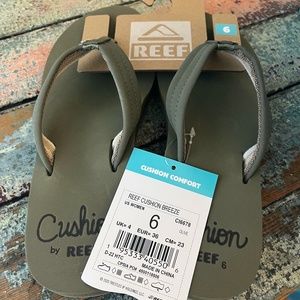 REEF
6
CUSHION COMFORT
REEF CUSHION BREEZE
US WOMEN
CI6678
6
OLIVE
UK= 4 EUR= 36 CM= 23
MADE IN CHINA
Cushion
by REEF
Cushion
REEF 6